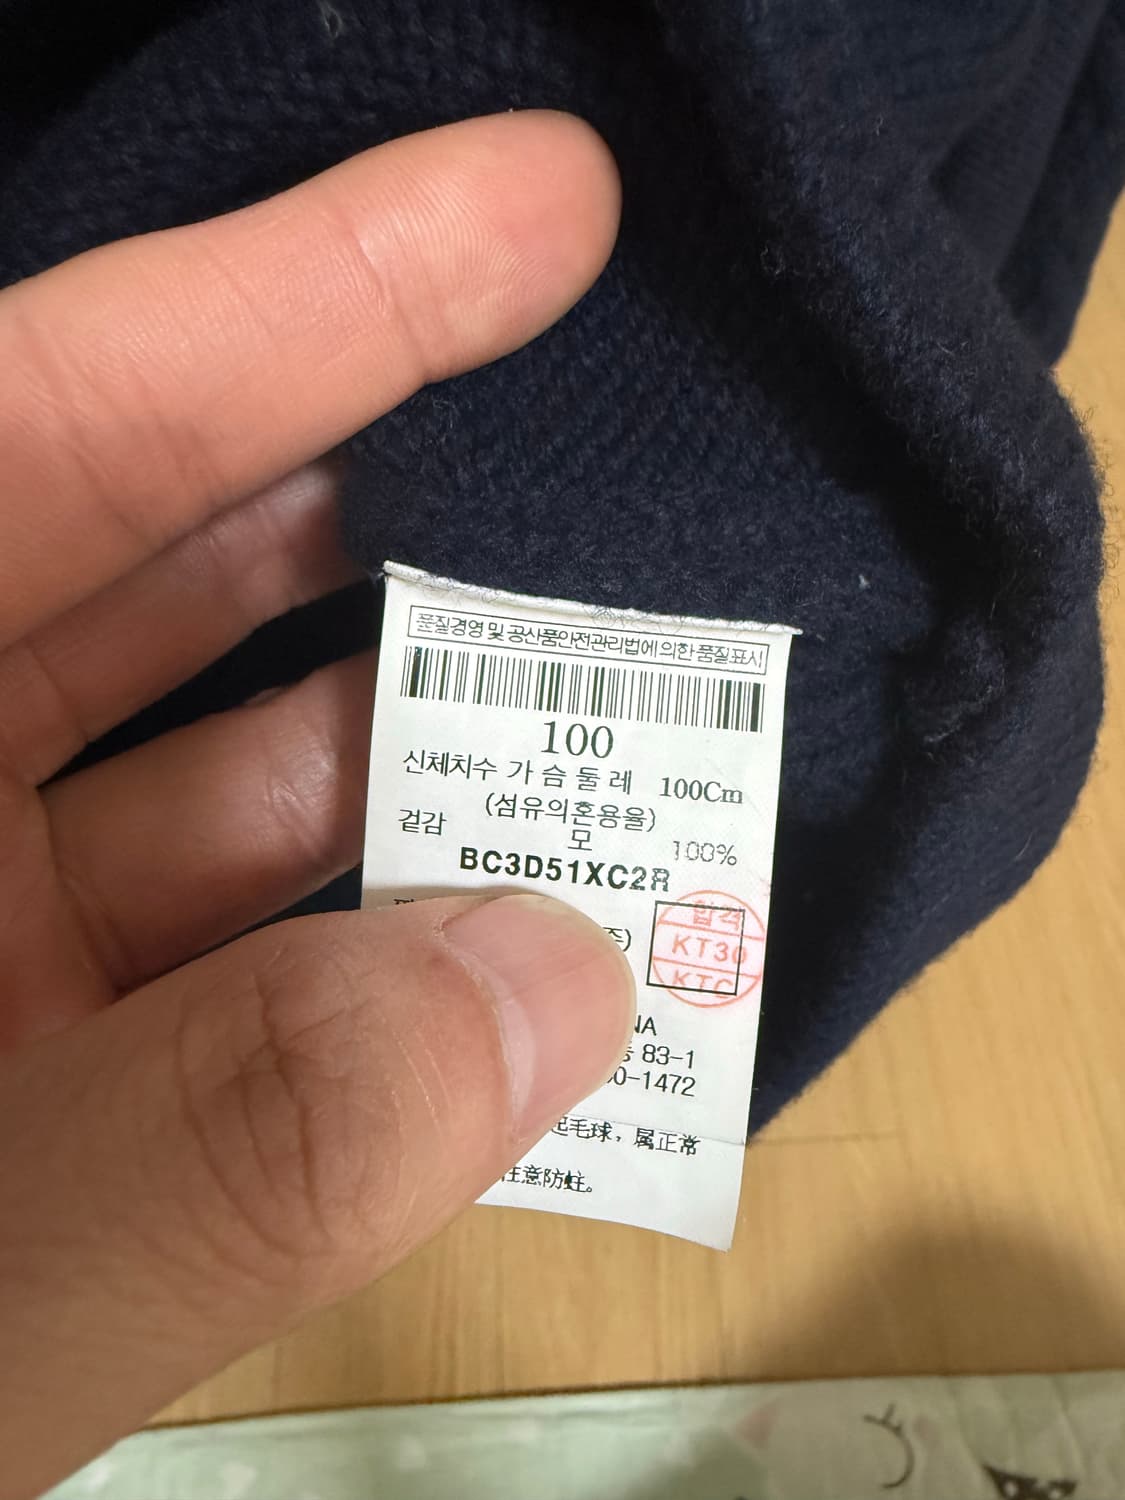 품질경영 및 공산품안전관리법에 의한 품질표시
100
신체치수 가 슴 둘 레 100Cm
(섬유의혼용율)
겉감 모 100%
BC3D51XC2R
합격
KT30
KTC
83-1
0-1472
起毛球，属正常
注意防蛀。